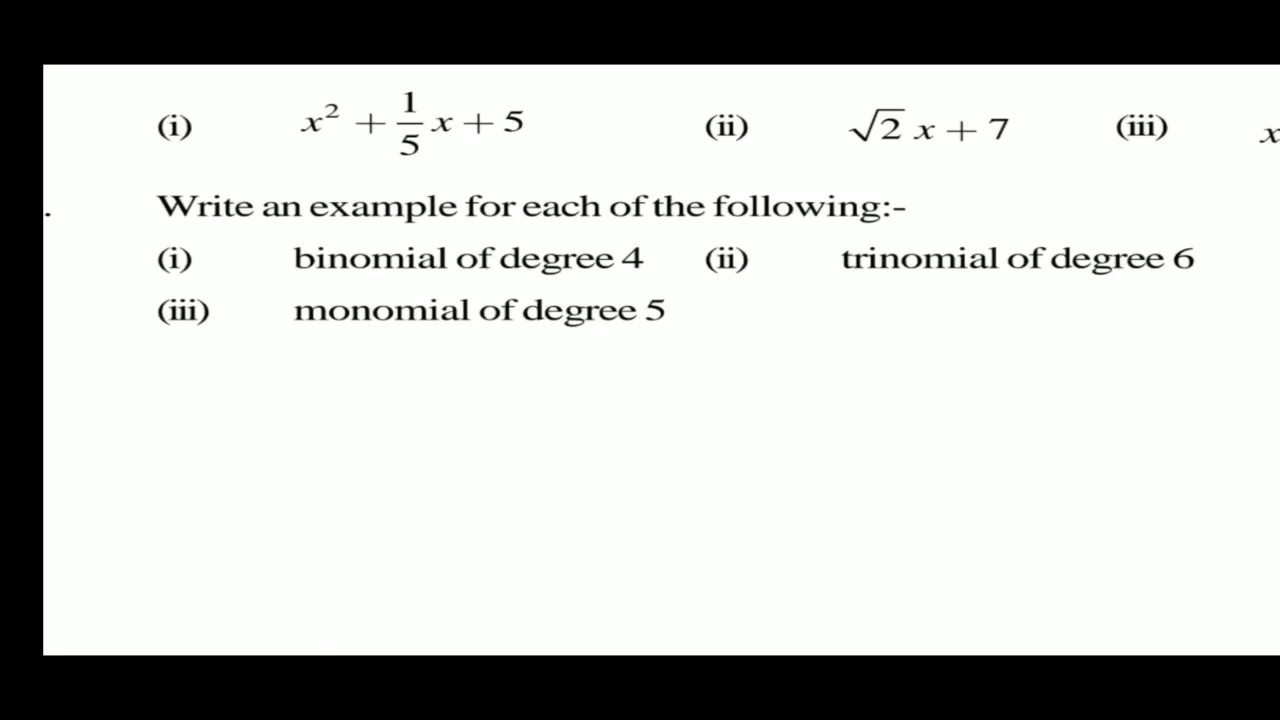 (i) x² + 1/5 x + 5 (ii) √2 x + 7 (iii) x
. Write an example for each of the following:-
(i) binomial of degree 4 (ii) trinomial of degree 6
(iii) monomial of degree 5